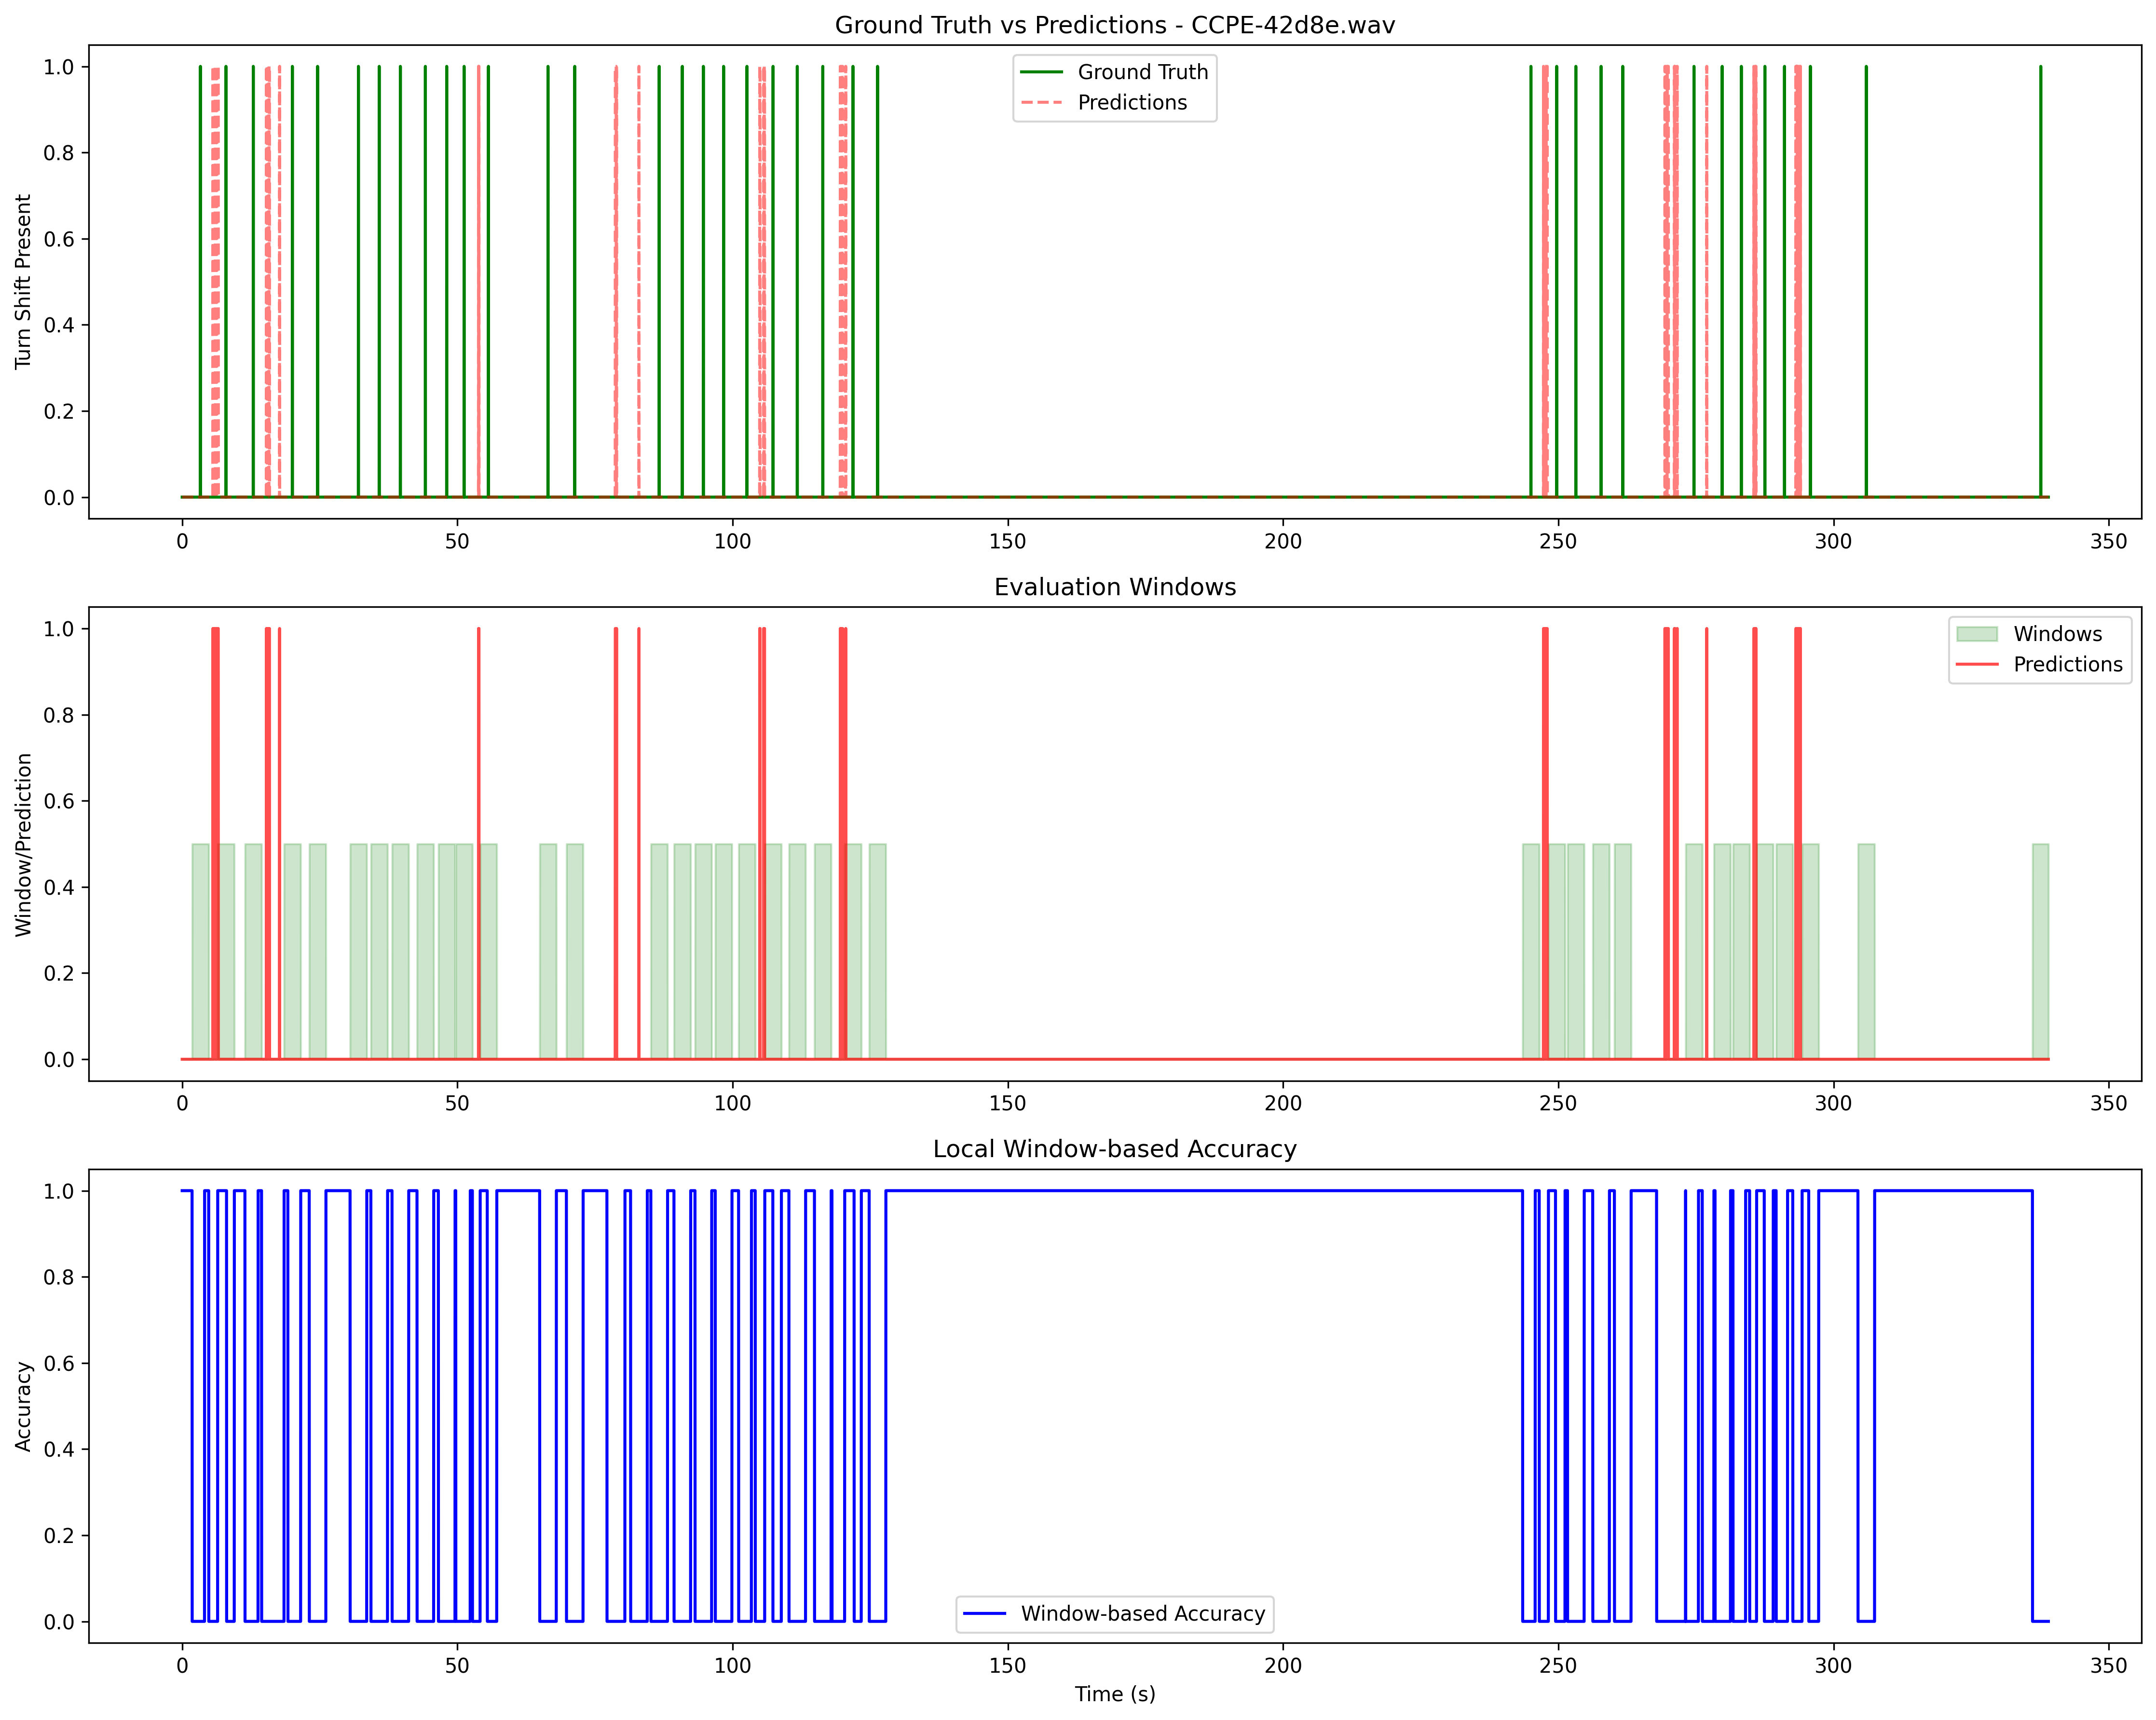 Ground Truth vs Predictions - CCPE-42d8e.wav
Turn Shift Present
1.0
0.8
0.6
0.4
0.2
0.0
Ground Truth
Predictions
0 50 100 150 200 250 300 350
Evaluation Windows
Window/Prediction
1.0
0.8
0.6
0.4
0.2
0.0
Windows
Predictions
0 50 100 150 200 250 300 350
Local Window-based Accuracy
Accuracy
1.0
0.8
0.6
0.4
0.2
0.0
Window-based Accuracy
0 50 100 150 200 250 300 350
Time (s)